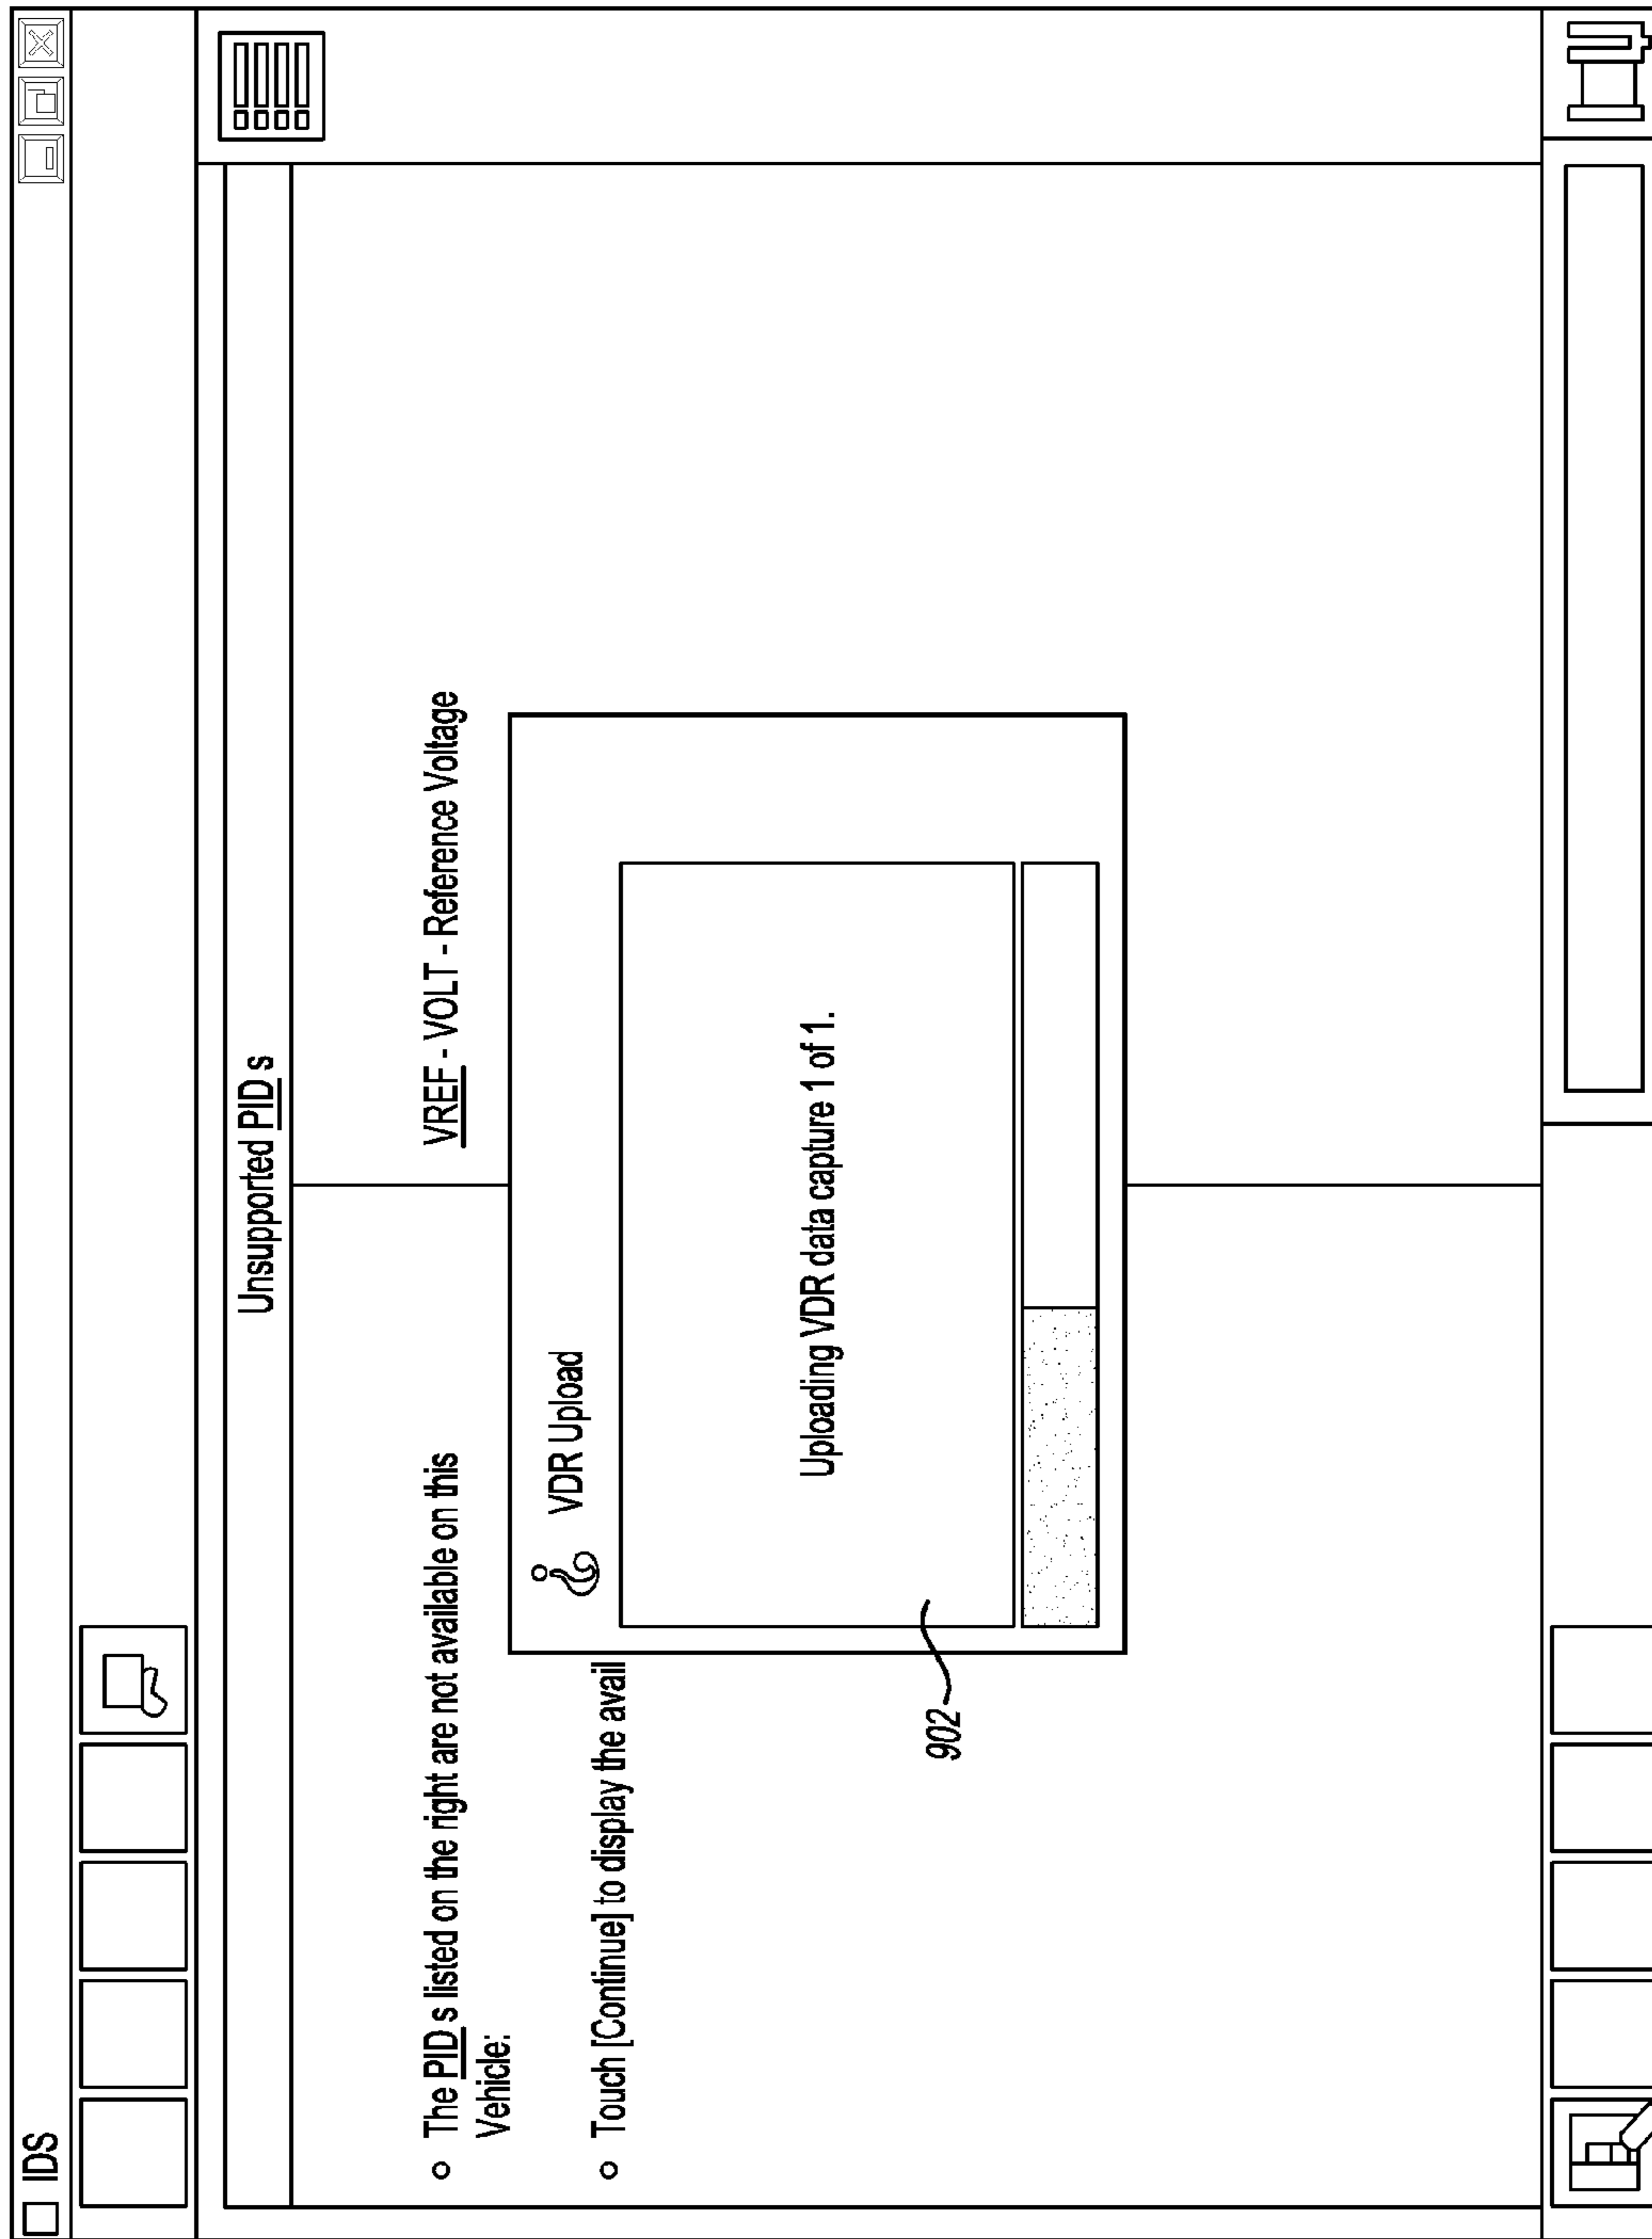 IDS
Unsupported PID s
The PID s listed on the right are not available on this
Vehicle:
VREF - VOLT - Reference Voltage
Touch [Continue] to display the avail
VDR Upload
Uploading VDR data capture 1 of 1.
902